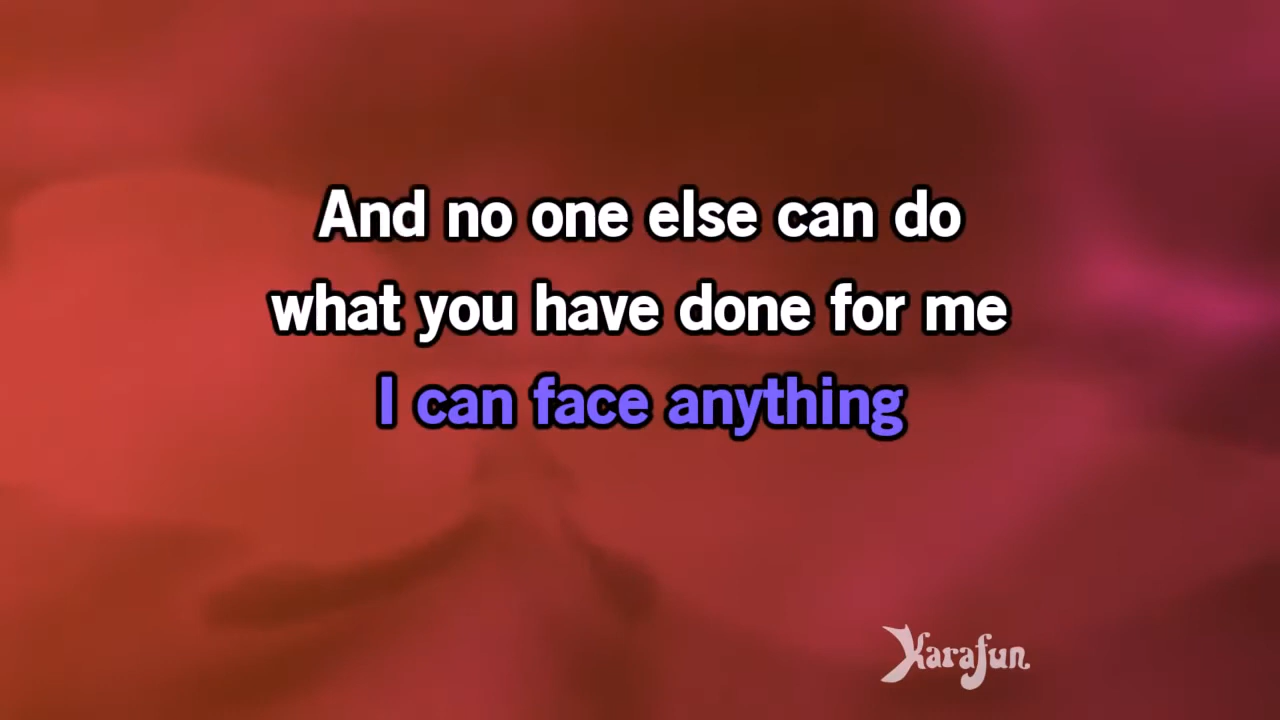 And no one else can do
what you have done for me
I can face anything
Karafun